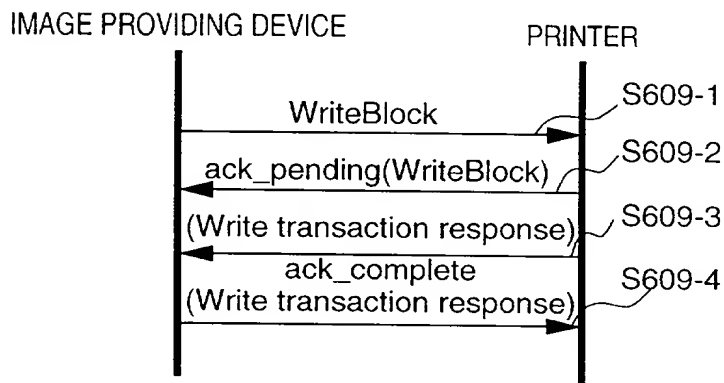 IMAGE PROVIDING DEVICE
PRINTER
S609-1
WriteBlock
S609-2
ack_pending(WriteBlock)
S609-3
(Write transaction response)
ack_complete
S609-4
(Write transaction response)